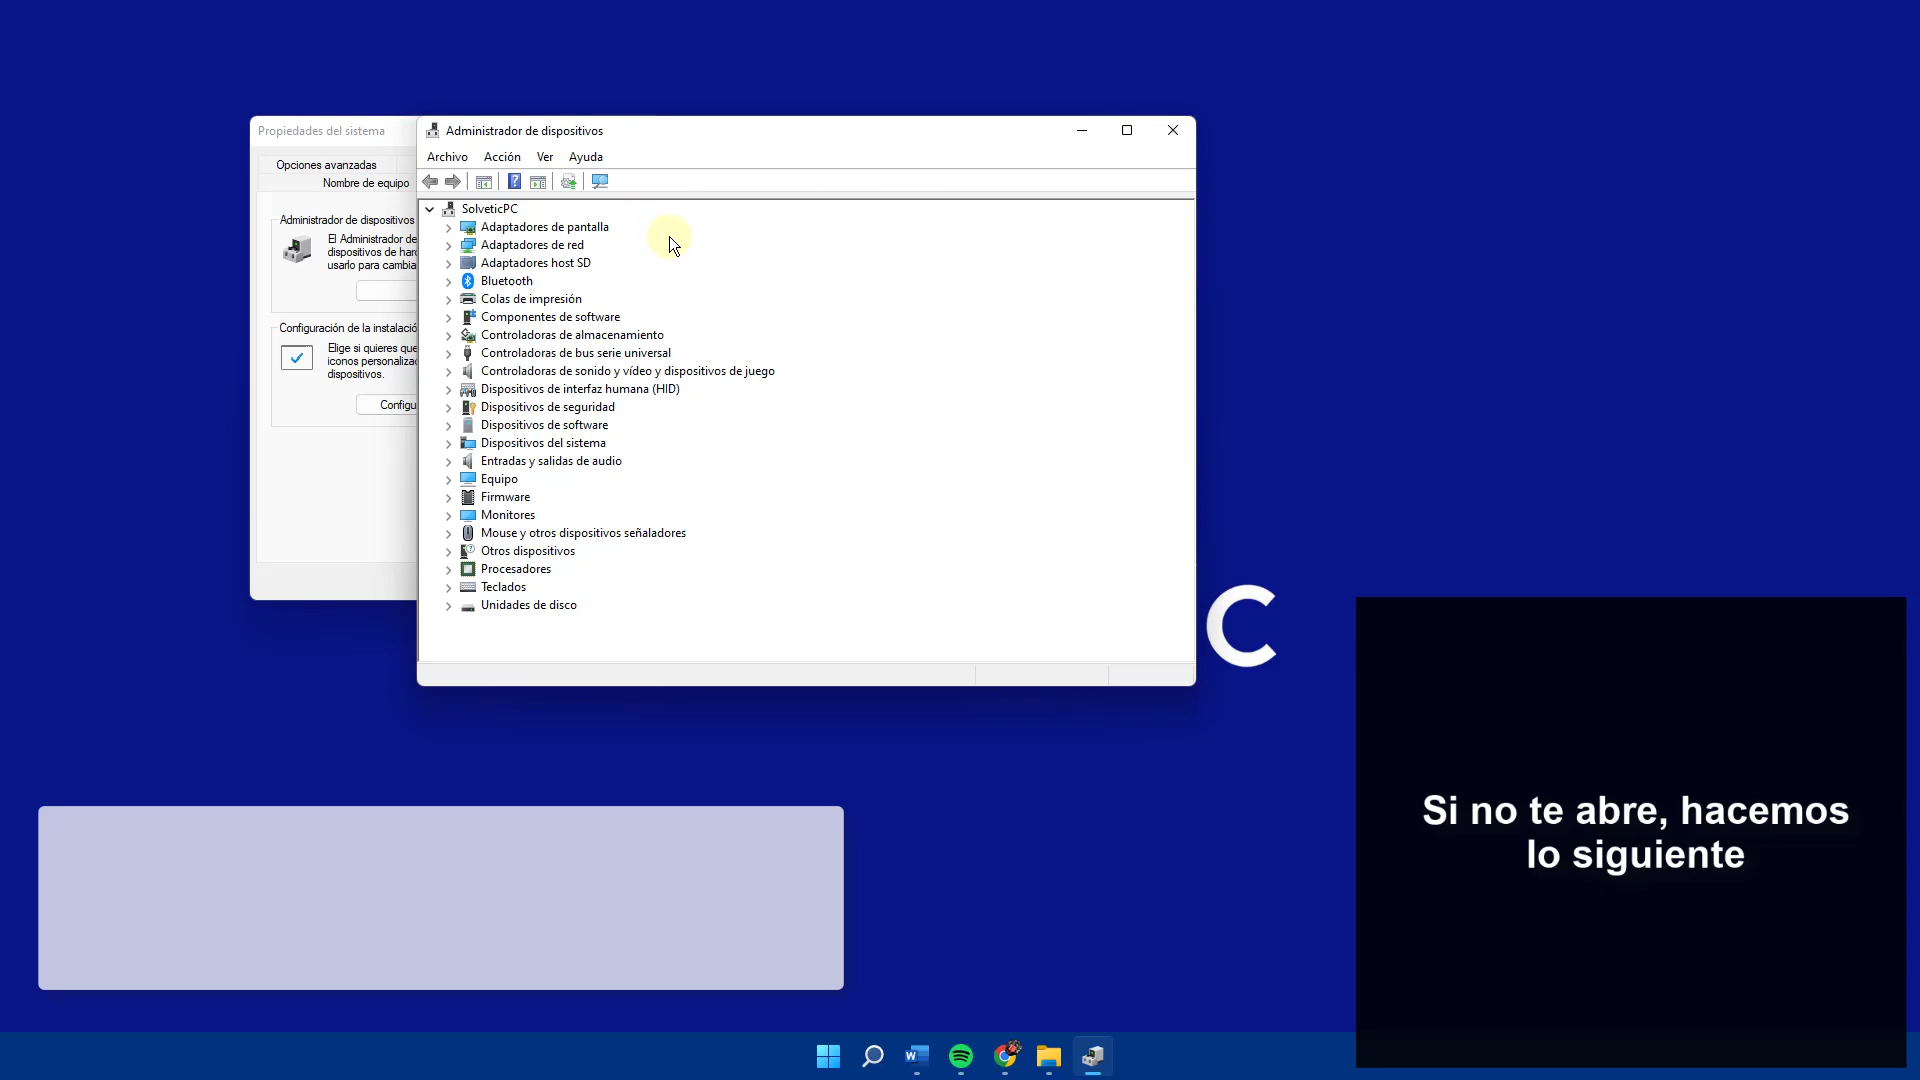 Propiedades del sistema
Opciones avanzadas
Nombre de equipo
Administrador de dispositivos
El Administrador de
dispositivos de har
usarlo para cambia
Configuración de la instalació
Elige si quieres que
iconos personaliza
dispositivos.
Configu
Administrador de dispositivos
Archivo Acción Ver Ayuda
SolveticPC
Adaptadores de pantalla
Adaptadores de red
Adaptadores host SD
Bluetooth
Colas de impresión
Componentes de software
Controladoras de almacenamiento
Controladoras de bus serie universal
Controladoras de sonido y vídeo y dispositivos de juego
Dispositivos de interfaz humana (HID)
Dispositivos de seguridad
Dispositivos de software
Dispositivos del sistema
Entradas y salidas de audio
Equipo
Firmware
Monitores
Mouse y otros dispositivos señaladores
Otros dispositivos
Procesadores
Teclados
Unidades de disco
C
Si no te abre, hacemos
lo siguiente